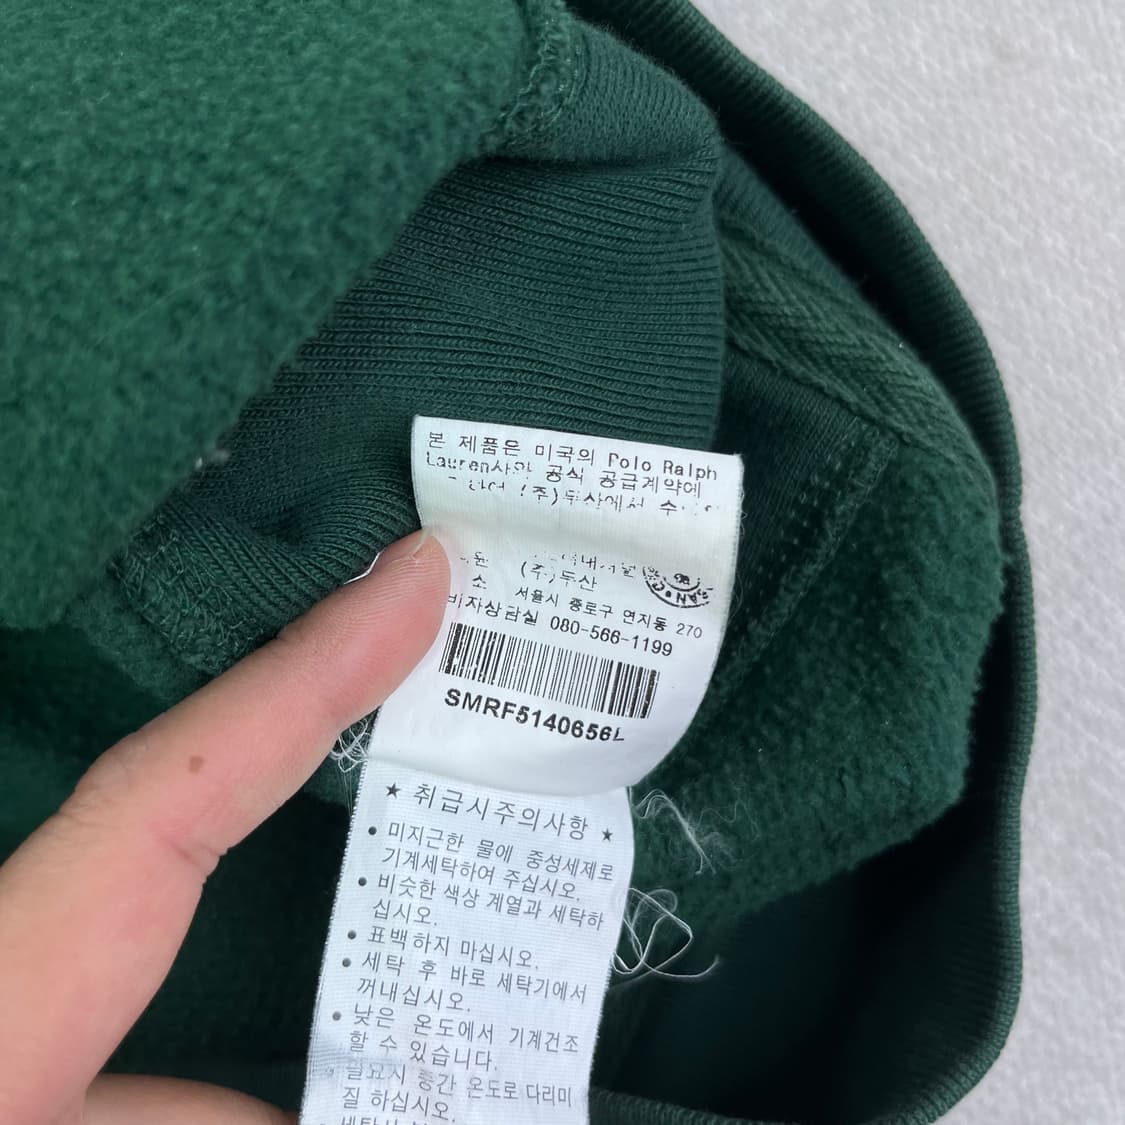 본 제품은 미국의 Polo Ralph
Lauren사와 공식 공급계약에
(주)두산에서
(주)두산
소 서울시 종로구 연지동 270
비자상담실 080-566-1199
SMRF5140656L
★ 취급시주의사항 ★
• 미지근한 물에 중성세제로
기계세탁하여 주십시오.
• 비슷한 색상 계열과 세탁하
십시오.
• 표백하지 마십시오.
• 세탁 후 바로 세탁기에서
꺼내십시오.
• 낮은 온도에서 기계건조
할 수 있습니다.
• 필요시 중간 온도로 다리미
질 하십시오.